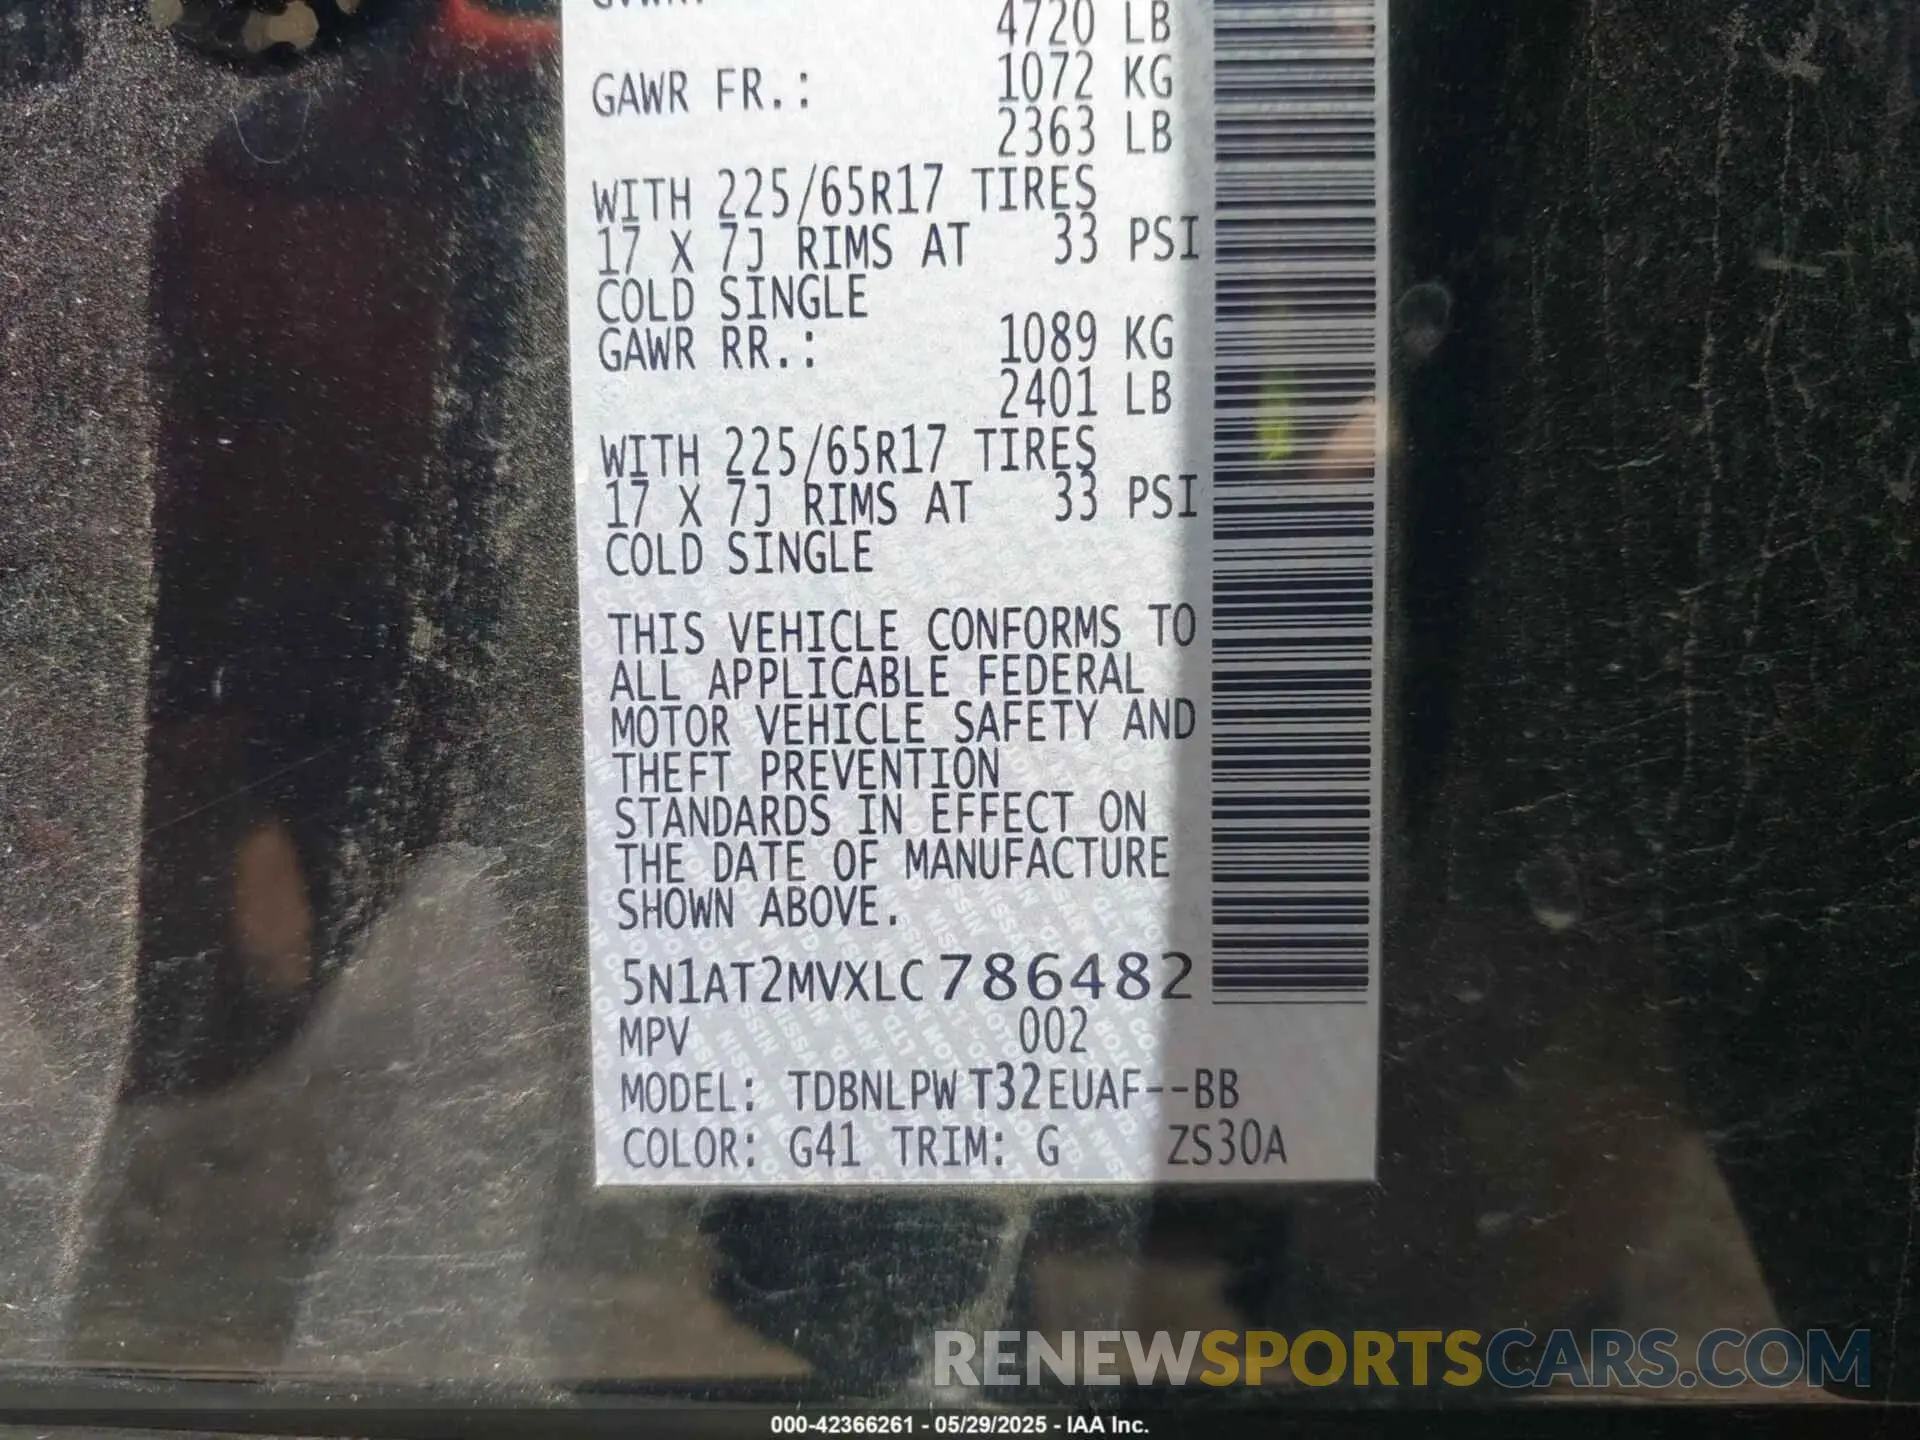 4720 LB
GAWR FR.: 1072 KG
2363 LB
WITH 225/65R17 TIRES
17 X 7J RIMS AT 33 PSI
COLD SINGLE
GAWR RR.: 1089 KG
2401 LB
WITH 225/65R17 TIRES
17 X 7J RIMS AT 33 PSI
COLD SINGLE
THIS VEHICLE CONFORMS TO
ALL APPLICABLE FEDERAL
MOTOR VEHICLE SAFETY AND
THEFT PREVENTION
STANDARDS IN EFFECT ON
THE DATE OF MANUFACTURE
SHOWN ABOVE.
5N1AT2MVXLC786482
MPV 002
MODEL: TDBNLPW T32EUAF--BB
COLOR: G41 TRIM: G ZS30A
RENEWSPORTSCARS.COM
000-42366261 - 05/29/2025 - IAA Inc.